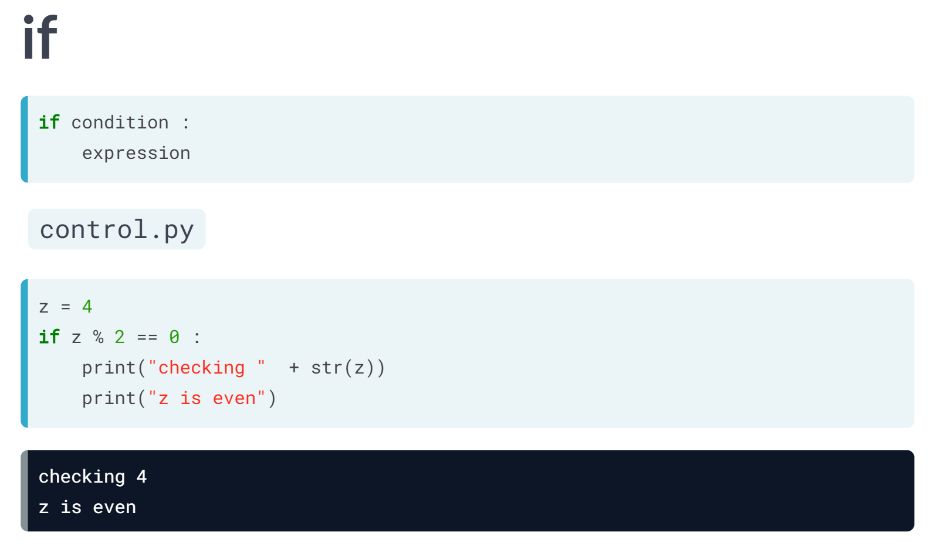 if
if condition :
    expression
control.py
z = 4
if z % 2 == 0 :
    print("checking "  + str(z))
    print("z is even")
checking 4
z is even